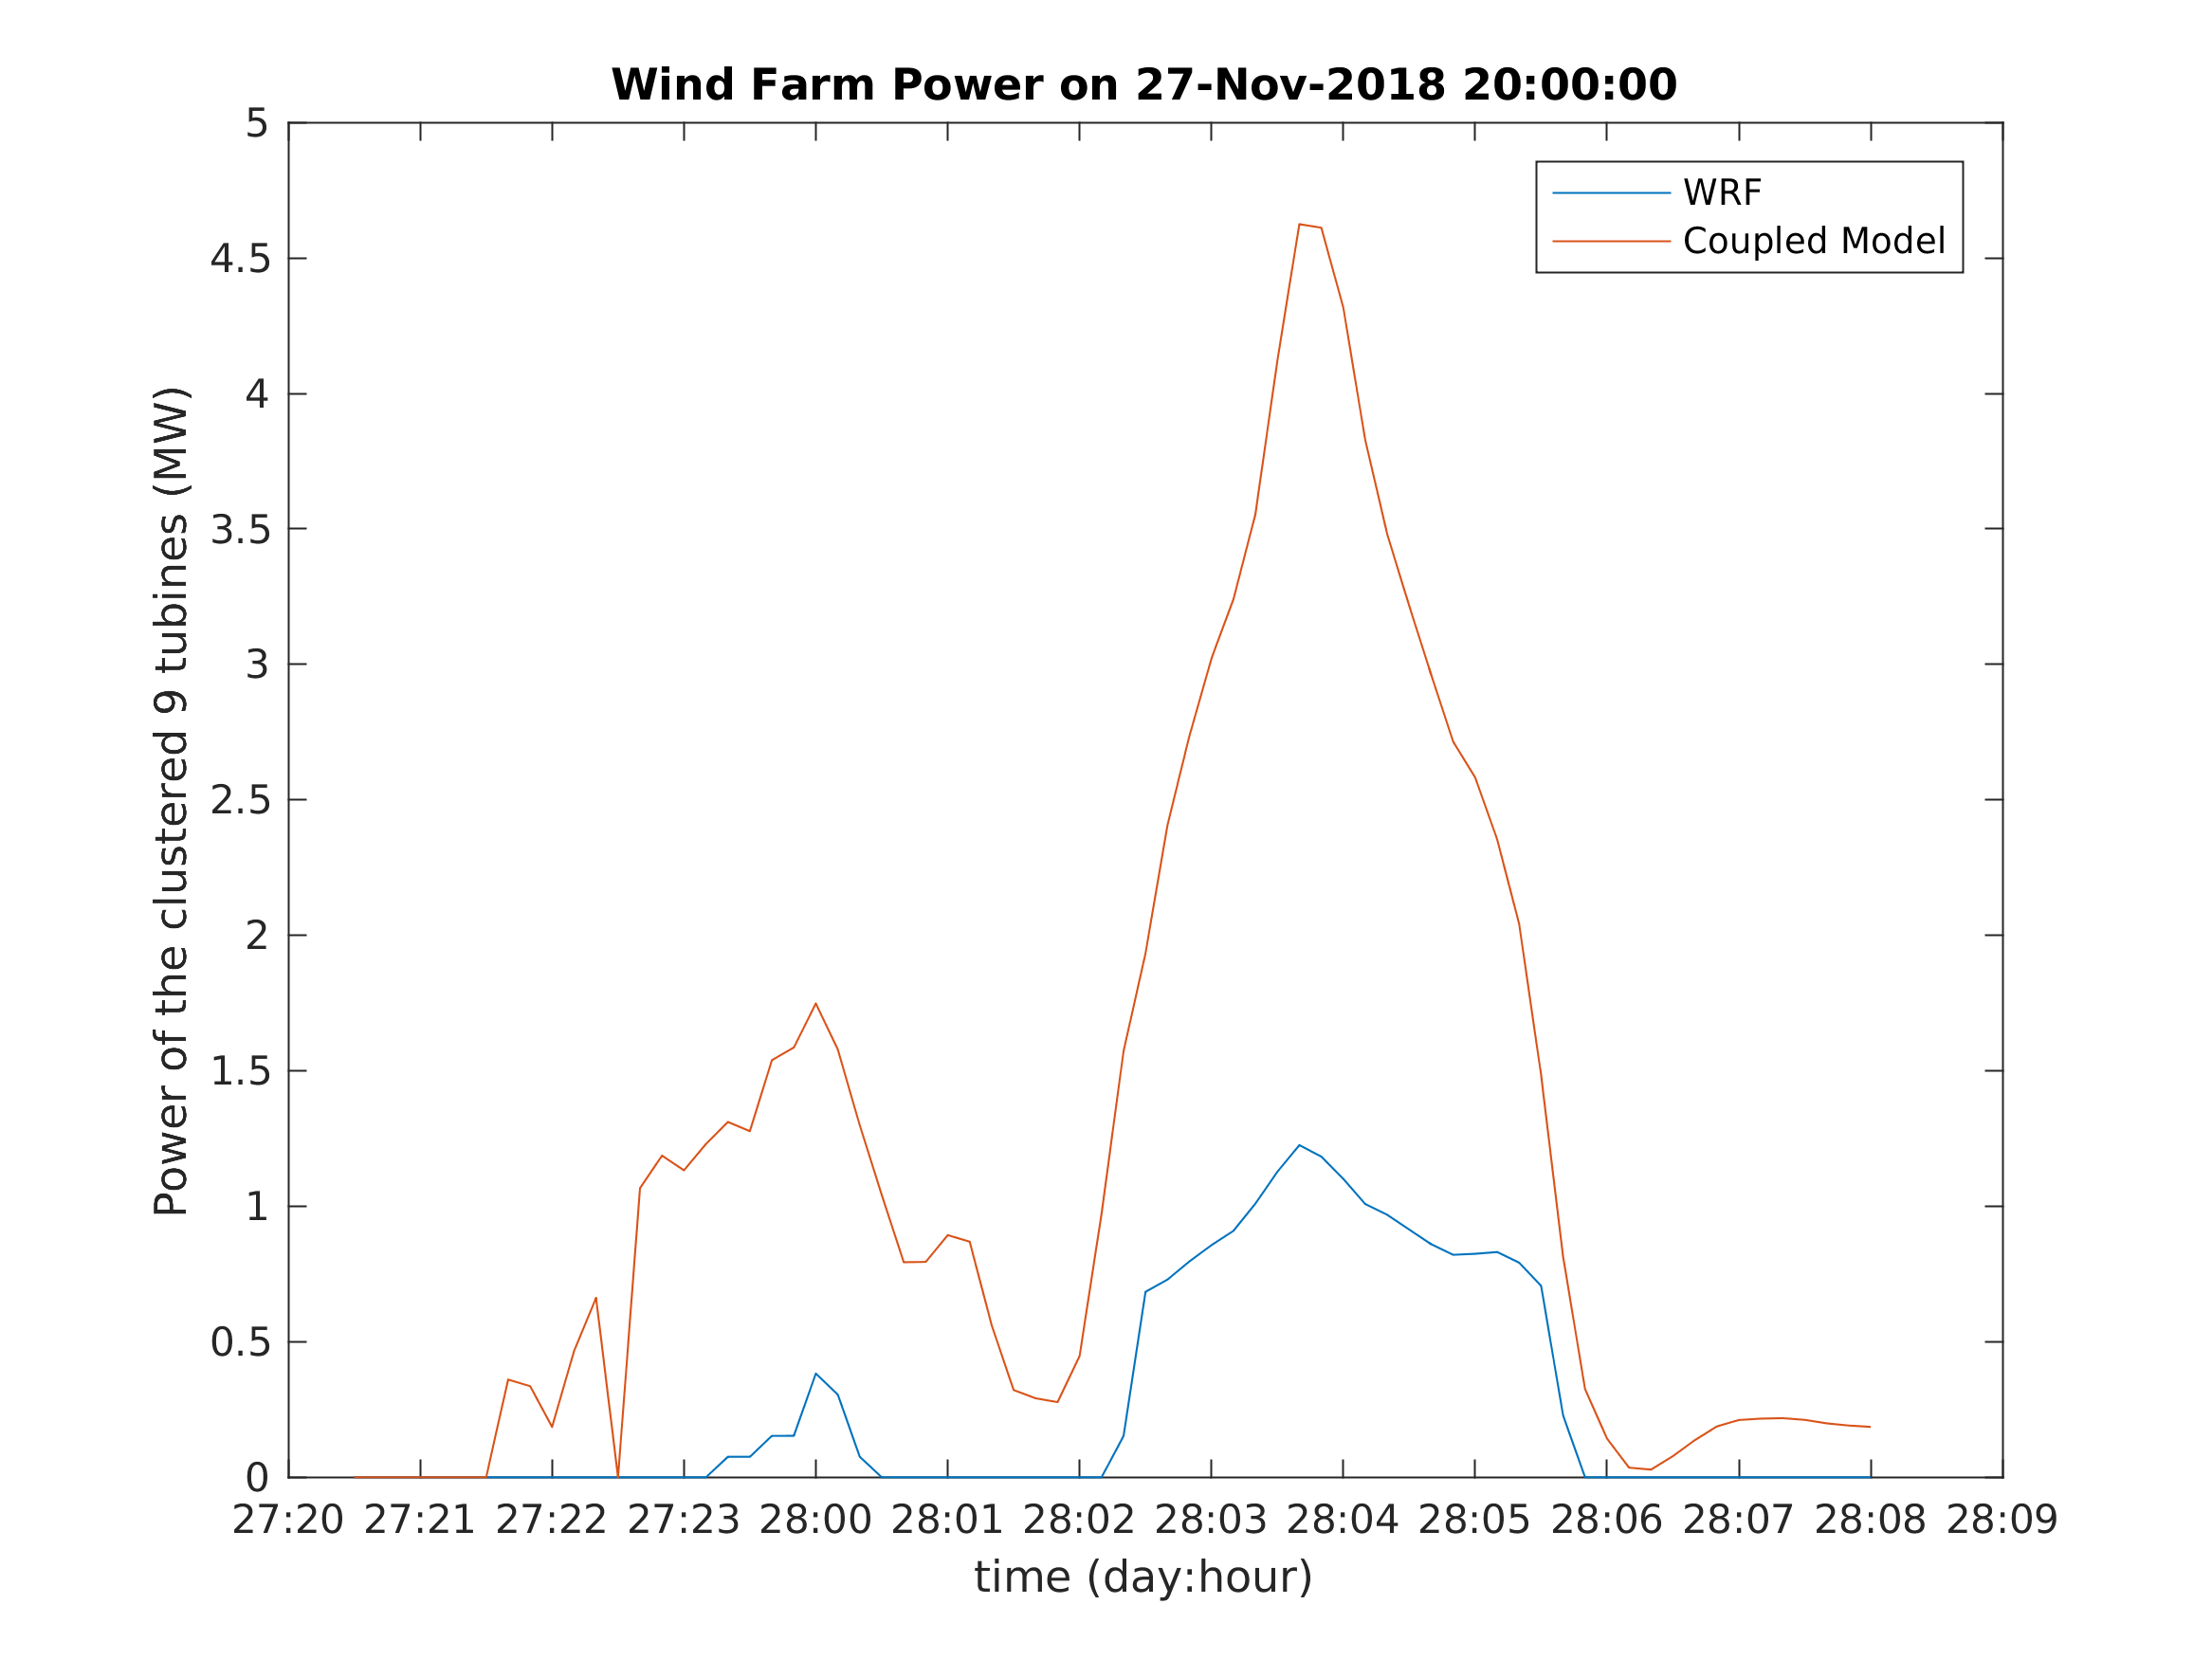 Wind Farm Power on 27-Nov-2018 20:00:00
5
4.5
4
3.5
3
2.5
2
1.5
1
0.5
0
Power of the clustered 9 tubines (MW)
WRF
Coupled Model
27:20 27:21 27:22 27:23 28:00 28:01 28:02 28:03 28:04 28:05 28:06 28:07 28:08 28:09
time (day:hour)